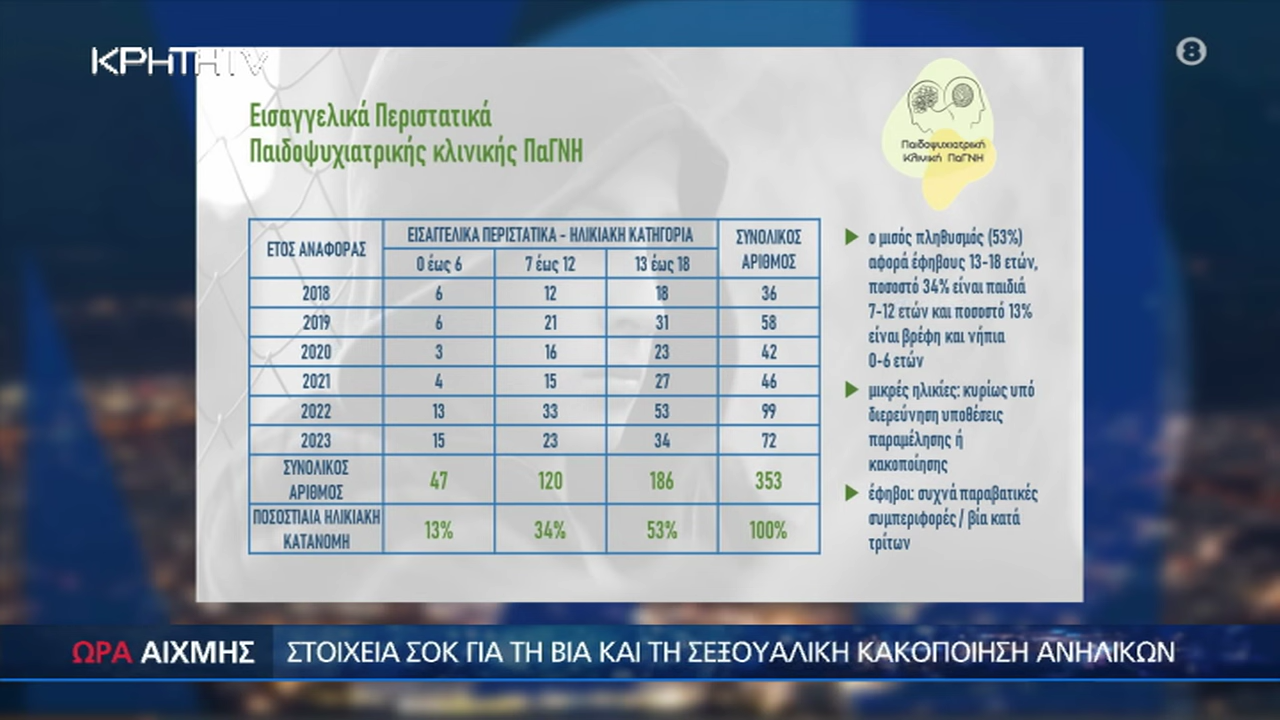 ΚΡΗΤΗTV
8
Εισαγγελικά Περιστατικά
Παιδοψυχιατρικής κλινικής ΠαΓΝΗ
Παιδοψυχιατρική
Κλινική ΠαΓΝΗ
ΕΤΟΣ ΑΝΑΦΟΡΑΣ ΕΙΣΑΓΓΕΛΙΚΑ ΠΕΡΙΣΤΑΤΙΚΑ - ΗΛΙΚΙΑΚΗ ΚΑΤΗΓΟΡΙΑ ΣΥΝΟΛΙΚΟΣ ΑΡΙΘΜΟΣ
0 έως 6 7 έως 12 13 έως 18
2018 6 12 18 36
2019 6 21 31 58
2020 3 16 23 42
2021 4 15 27 46
2022 13 33 53 99
2023 15 23 34 72
ΣΥΝΟΛΙΚΟΣ ΑΡΙΘΜΟΣ 47 120 186 353
ΠΟΣΟΣΤΙΑΙΑ ΗΛΙΚΙΑΚΗ ΚΑΤΑΝΟΜΗ 13% 34% 53% 100%
ο μισός πληθυσμός (53%)
αφορά έφηβους 13-18 ετών,
ποσοστό 34% είναι παιδιά
7-12 ετών και ποσοστό 13%
είναι βρέφη και νήπια
0-6 ετών
μικρές ηλικίες: κυρίως υπό
διερεύνηση υποθέσεις
παραμέλησης ή
κακοποίησης
έφηβοι: συχνά παραβατικές
συμπεριφορές / βία κατά
τρίτων
ΩΡΑ ΑΙΧΜΗΣ ΣΤΟΙΧΕΙΑ ΣΟΚ ΓΙΑ ΤΗ ΒΙΑ ΚΑΙ ΤΗ ΣΕΞΟΥΑΛΙΚΗ ΚΑΚΟΠΟΙΗΣΗ ΑΝΗΛΙΚΩΝ